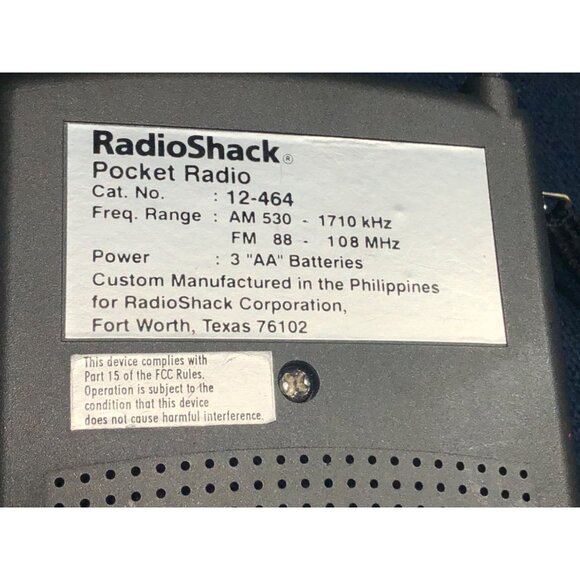 RadioShack®
Pocket Radio
Cat. No. : 12-464
Freq. Range : AM 530 - 1710 kHz
FM 88 - 108 MHz
Power : 3 "AA" Batteries
Custom Manufactured in the Philippines
for RadioShack Corporation,
Fort Worth, Texas 76102
This device complies with
Part 15 of the FCC Rules.
Operation is subject to the
condition that this device
does not cause harmful interference.